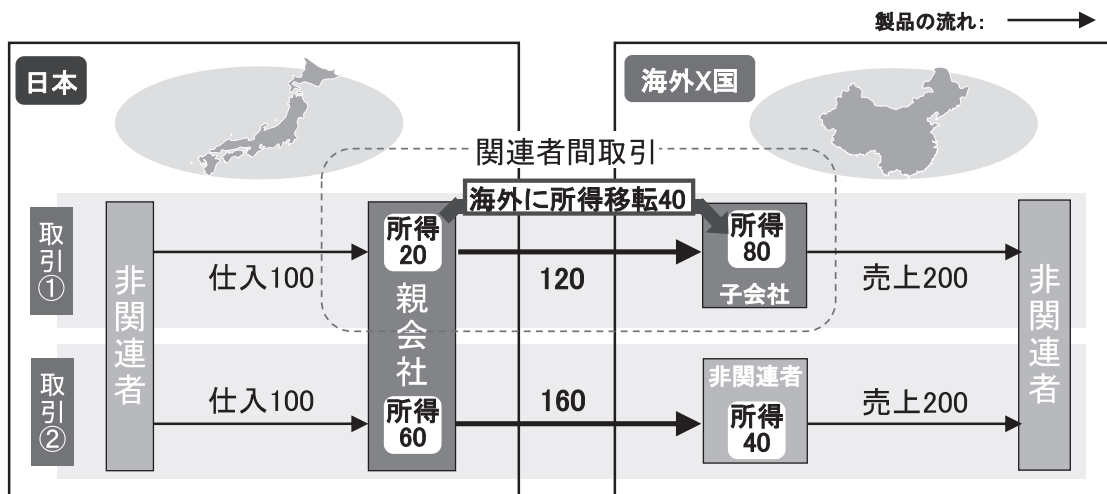 製品の流れ：
日本
海外X国
関連者間取引
海外に所得移転40
取引①
非関連者
仕入100
所得
20
親会社
120
所得
80
子会社
売上200
非関連者
取引②
仕入100
所得
60
160
非関連者
所得
40
売上200